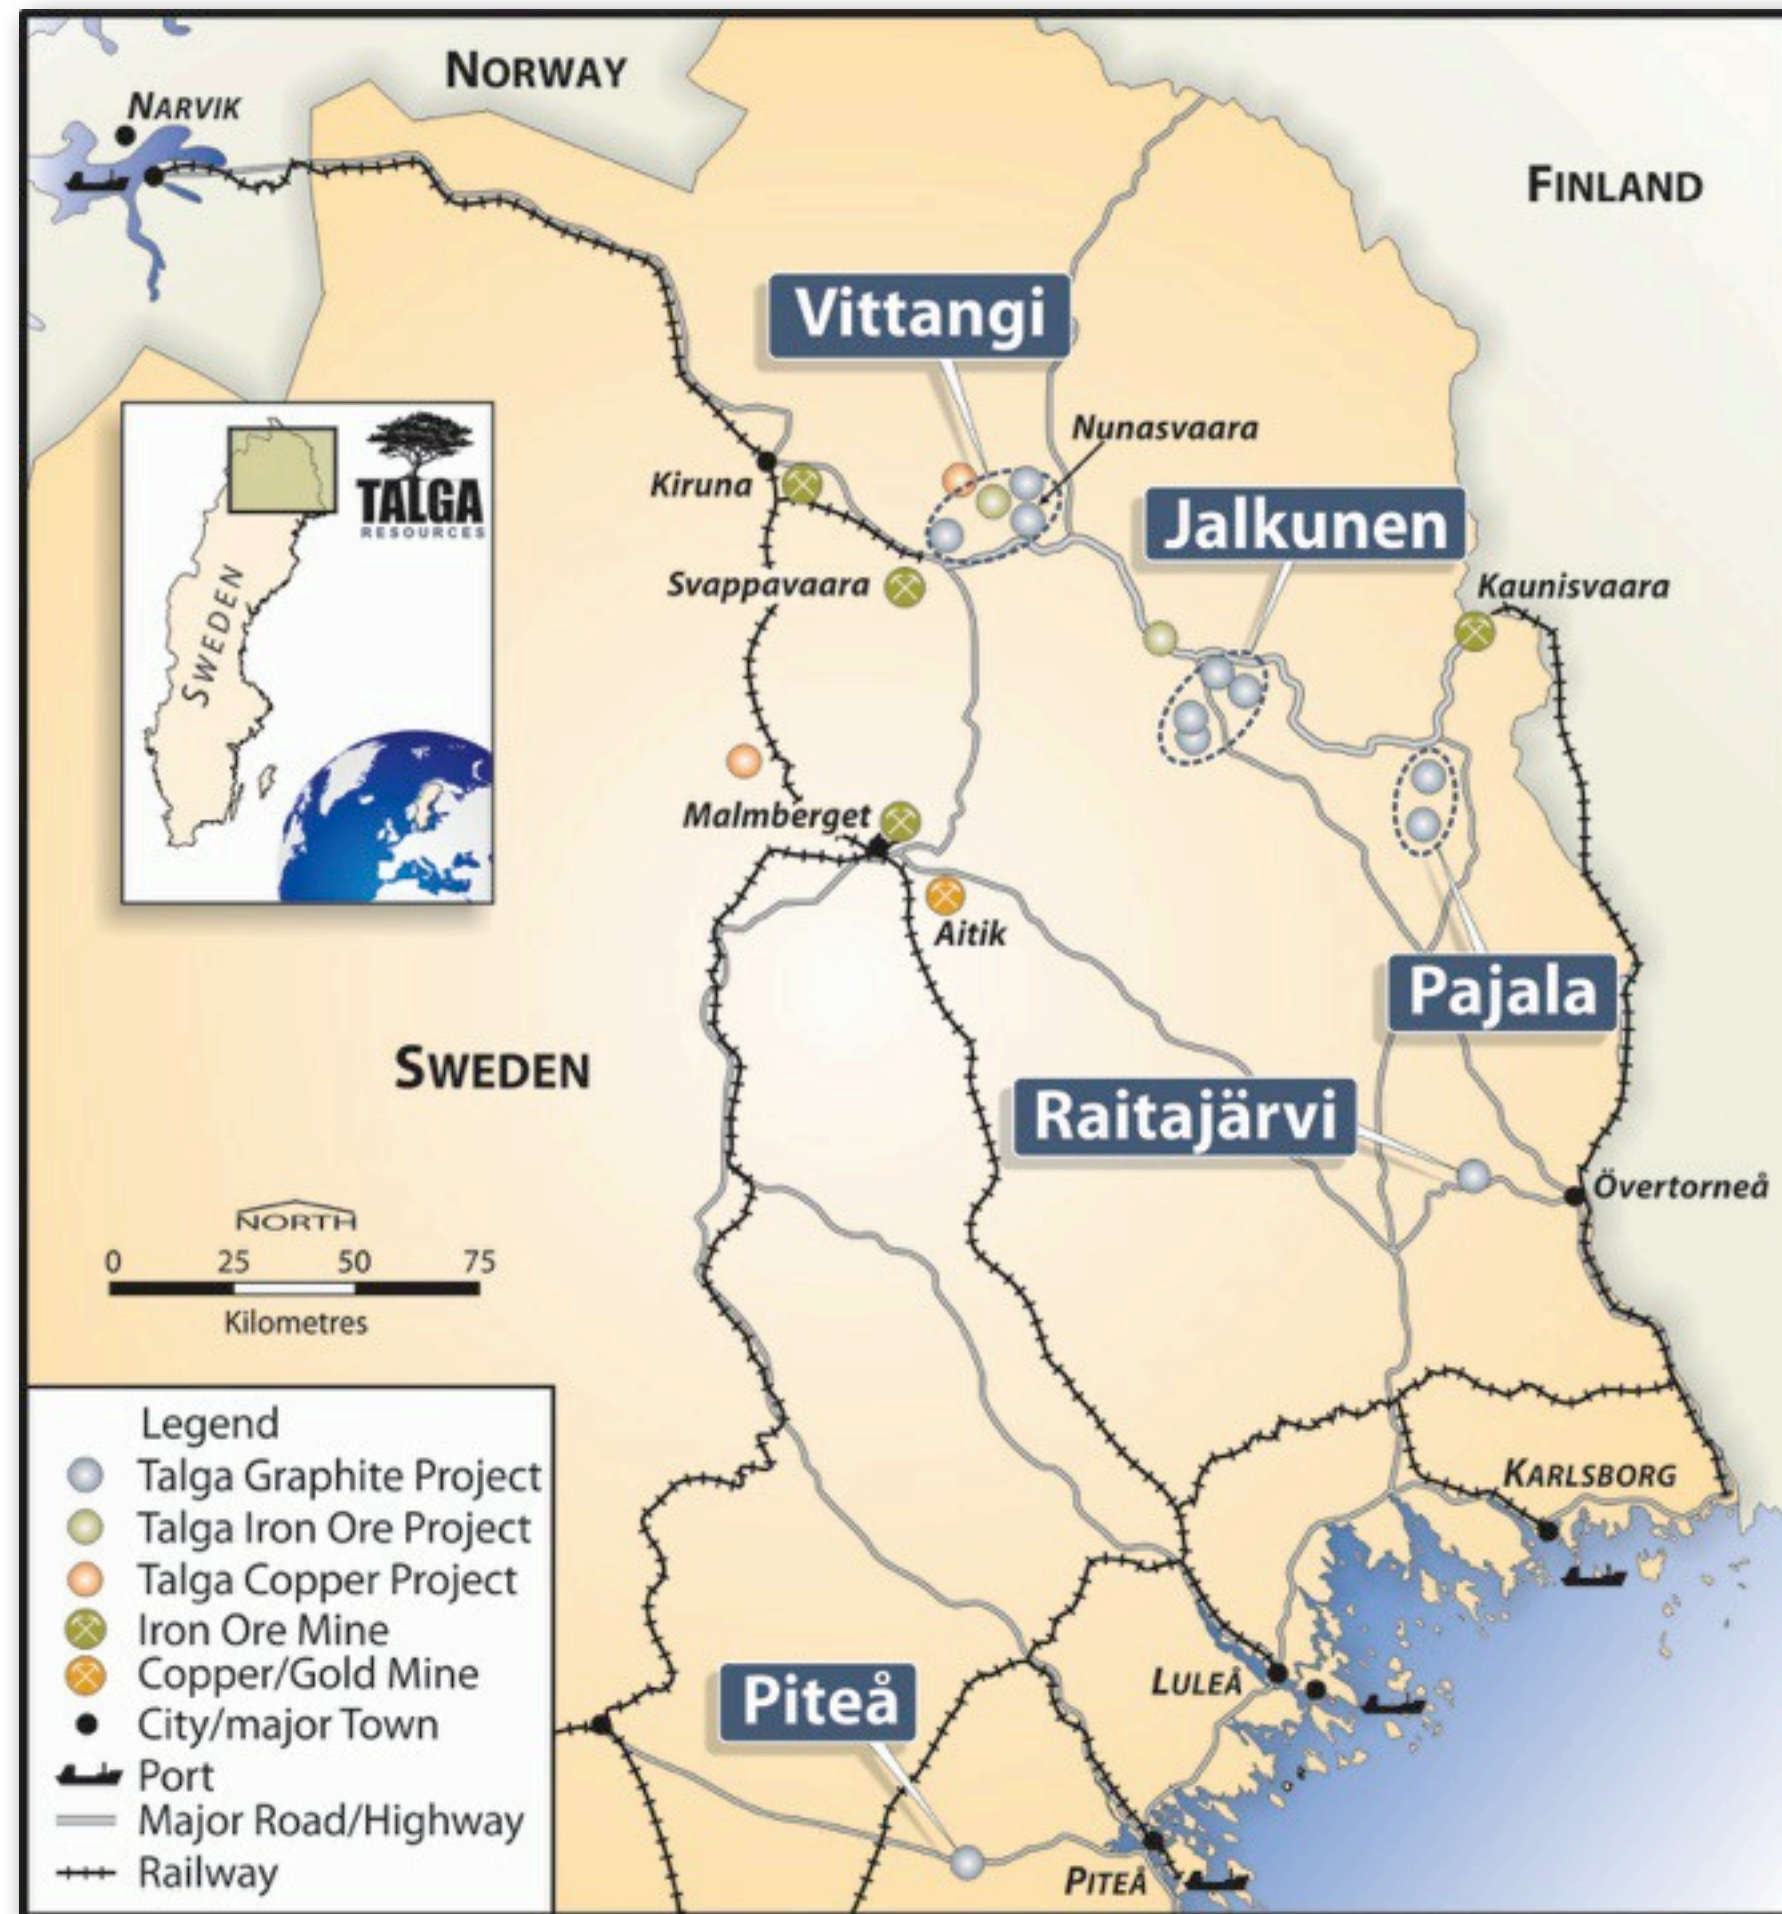 NORWAY
NARVIK
FINLAND
Vittangi
Nunasvaara
Kiruna
Jalkunen
TALGA
RESOURCES
Svappavaara
Kaunisvaara
SWEDEN
Malmberget
Aitik
Pajala
SWEDEN
Raitajärvi
Övertorneå
NORTH
0 25 50 75
Kilometres
Legend
Talga Graphite Project
Talga Iron Ore Project
Talga Copper Project
Iron Ore Mine
Copper/Gold Mine
City/major Town
Port
Major Road/Highway
Railway
KARLSBORG
LULEÅ
Piteå
PITEÅ